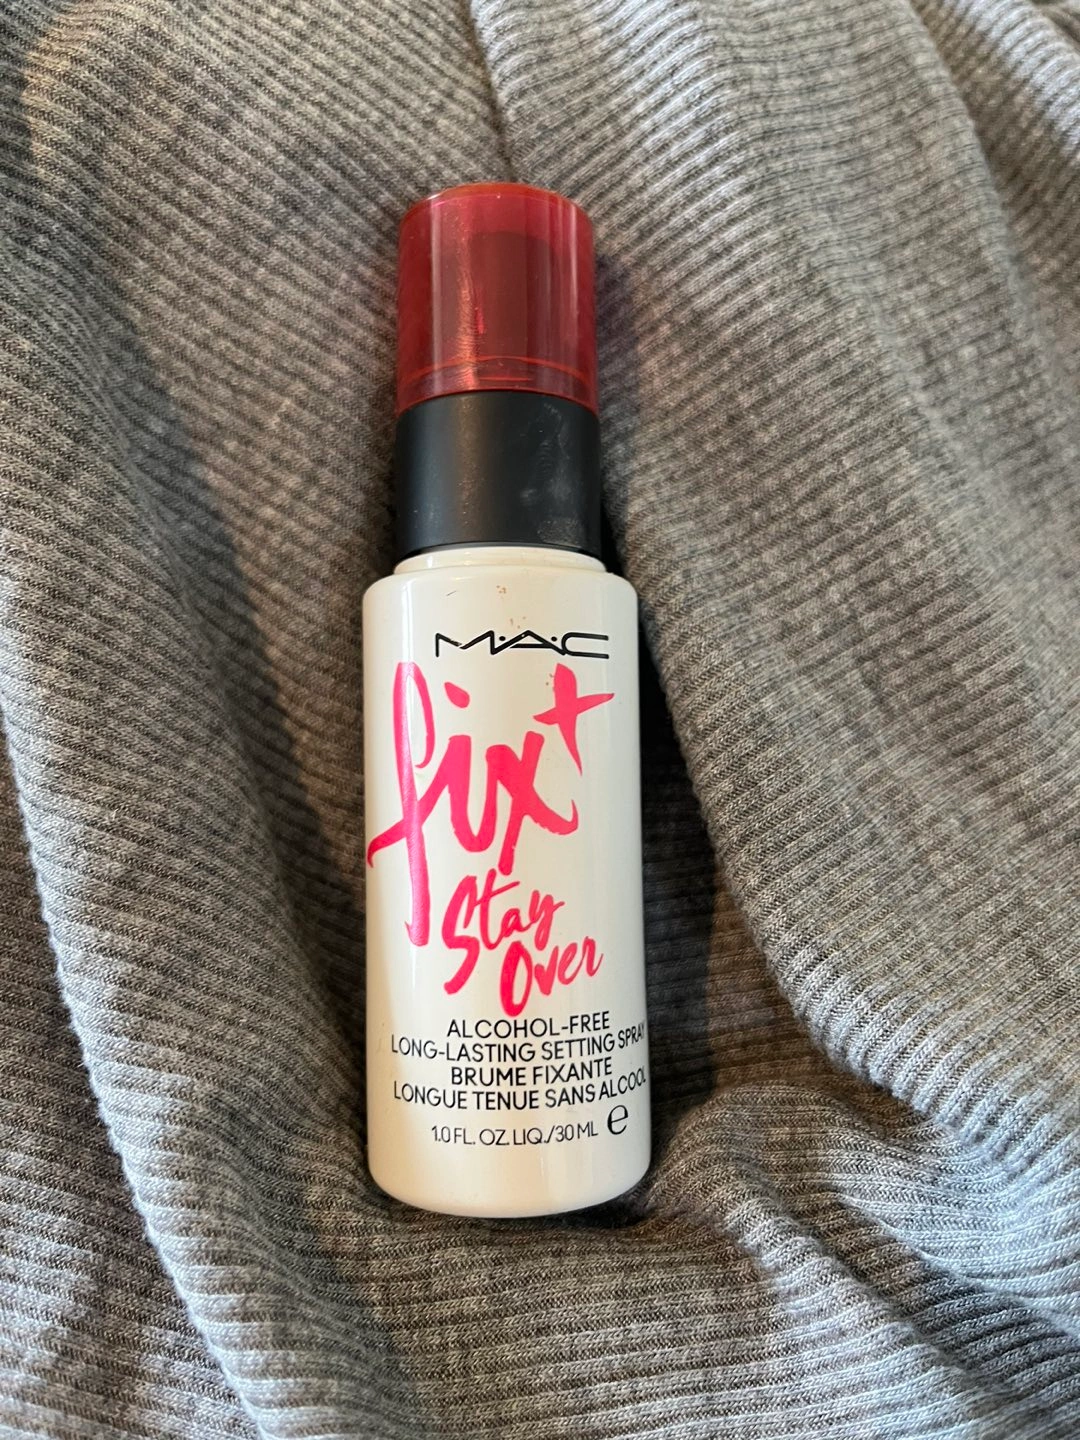 M·A·C
fix+
Stay
Over
ALCOHOL-FREE
LONG-LASTING SETTING SPRAY
BRUME FIXANTE
LONGUE TENUE SANS ALCOOL
1.0 FL. OZ. LIQ./30 ML e